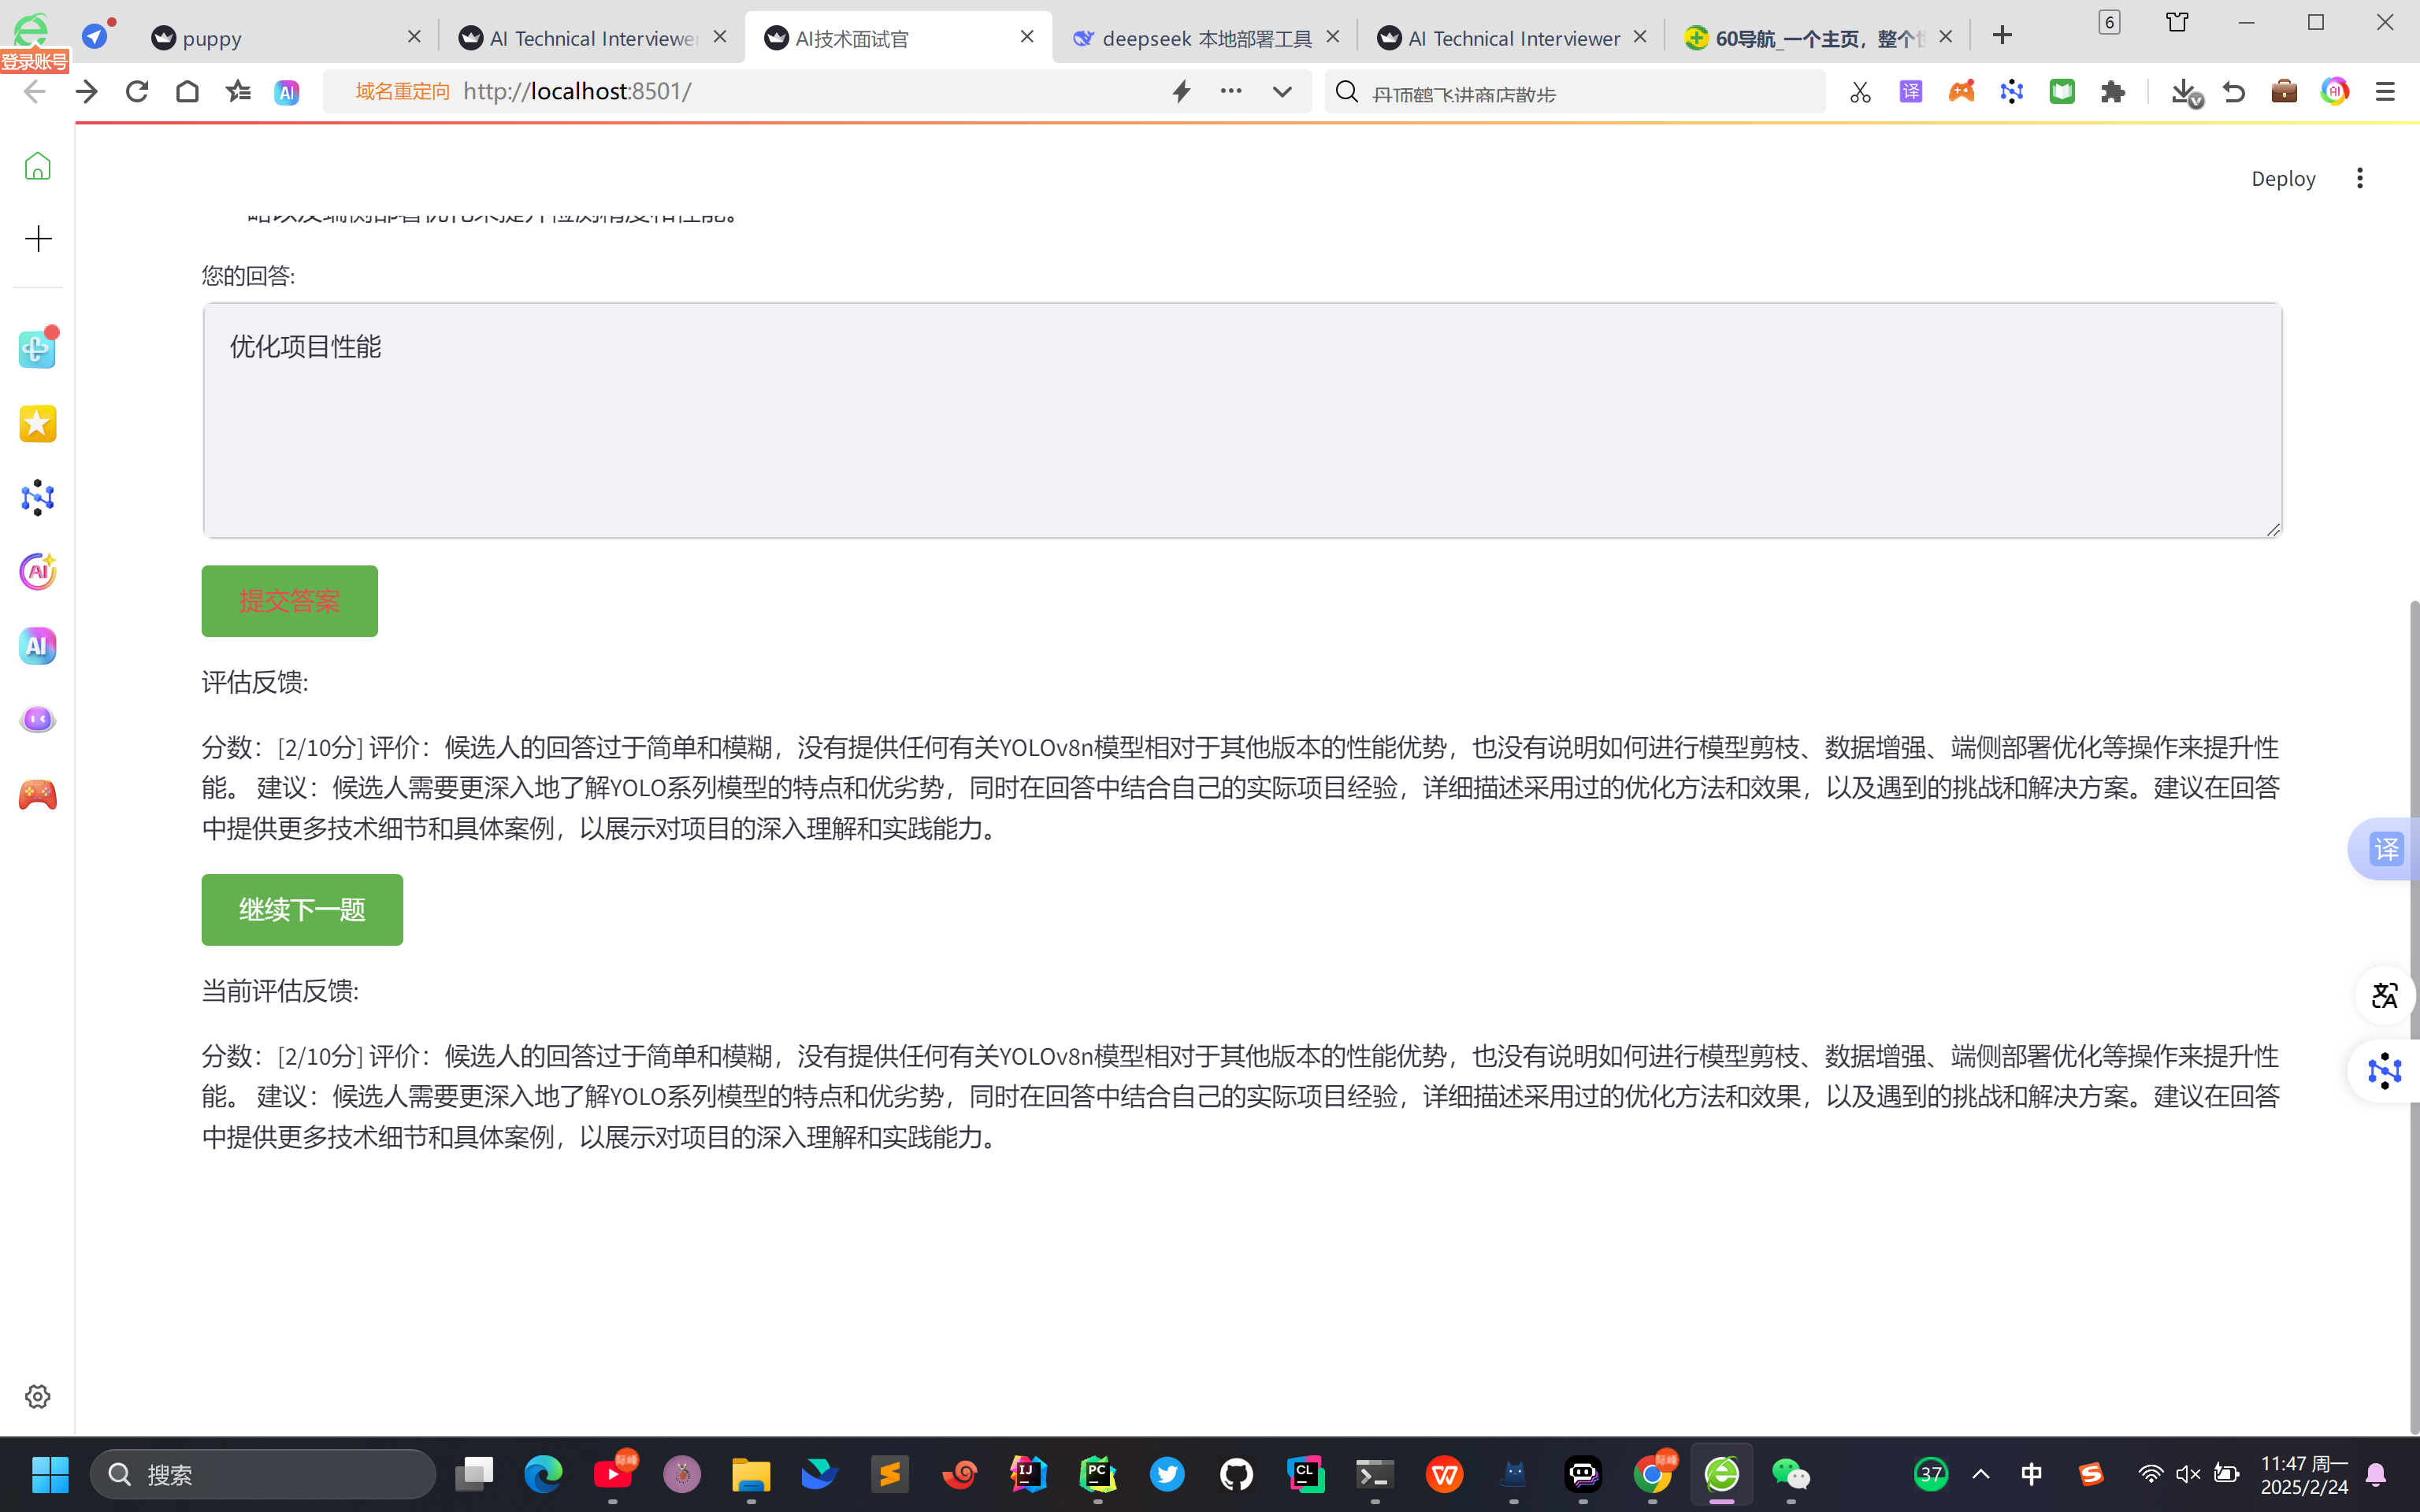 puppy
AI Technical Interviewer
AI技术面试官
deepseek 本地部署工具
AI Technical Interviewer
60导航_一个主页，整个世
6
登录账号
域名重定向 http://localhost:8501/
丹顶鹤飞进商店散步
Deploy
略以及端侧部署优化来提升检测精度和性能。
您的回答:
优化项目性能
提交答案
评估反馈:
分数：[2/10分] 评价：候选人的回答过于简单和模糊，没有提供任何有关YOLOv8n模型相对于其他版本的性能优势，也没有说明如何进行模型剪枝、数据增强、端侧部署优化等操作来提升性
能。 建议：候选人需要更深入地了解YOLO系列模型的特点和优劣势，同时在回答中结合自己的实际项目经验，详细描述采用过的优化方法和效果，以及遇到的挑战和解决方案。建议在回答
中提供更多技术细节和具体案例，以展示对项目的深入理解和实践能力。
继续下一题
当前评估反馈:
分数：[2/10分] 评价：候选人的回答过于简单和模糊，没有提供任何有关YOLOv8n模型相对于其他版本的性能优势，也没有说明如何进行模型剪枝、数据增强、端侧部署优化等操作来提升性
能。 建议：候选人需要更深入地了解YOLO系列模型的特点和优劣势，同时在回答中结合自己的实际项目经验，详细描述采用过的优化方法和效果，以及遇到的挑战和解决方案。建议在回答
中提供更多技术细节和具体案例，以展示对项目的深入理解和实践能力。
译
搜索
37
中
11:47 周一
2025/2/24